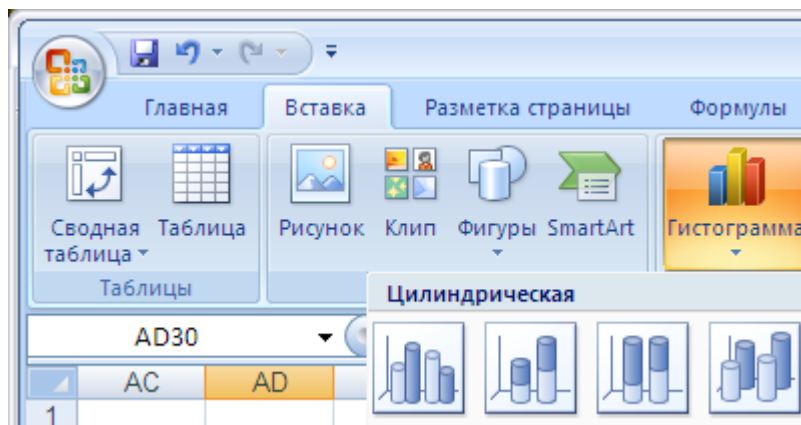 Главная Вставка Разметка страницы Формулы
Сводная таблица Таблица Рисунок Клип Фигуры SmartArt Гистограмма
Таблицы
Цилиндрическая
AD30
AC AD
1